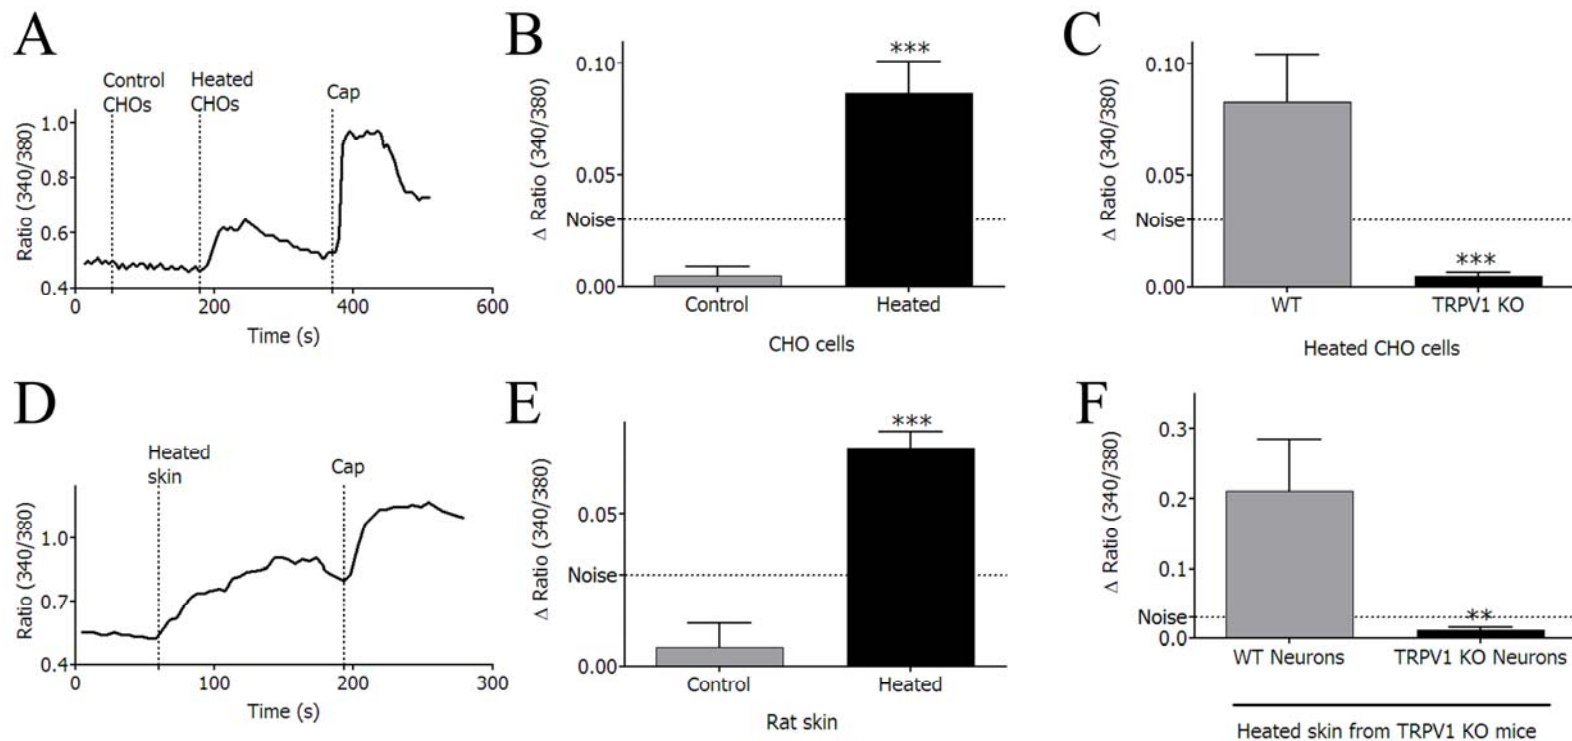 A
Control
CHOs
Heated
CHOs
Cap
Ratio (340/380)
1.0
0.8
0.6
0.4
0
200
400
600
Time (s)
B
***
Δ Ratio (340/380)
0.10
0.05
Noise
0.00
Control
Heated
CHO cells
C
Δ Ratio (340/380)
0.10
0.05
Noise
0.00
***
WT
TRPV1 KO
Heated CHO cells
D
Heated
skin
Cap
Ratio (340/380)
1.0
0.7
0.4
0
100
200
300
Time (s)
E
***
Δ Ratio (340/380)
0.05
Noise
0.00
Control
Heated
Rat skin
F
Δ Ratio (340/380)
0.3
0.2
0.1
Noise
0.0
**
WT Neurons
TRPV1 KO Neurons
Heated skin from TRPV1 KO mice